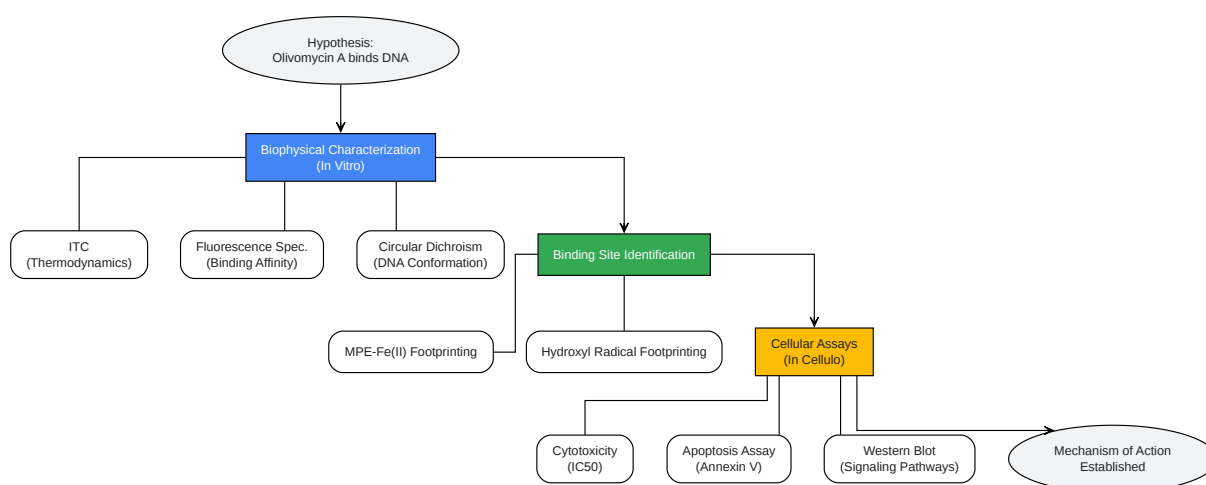 Hypothesis:
Olivomycin A binds DNA
Biophysical Characterization
(In Vitro)
ITC
(Thermodynamics)
Fluorescence Spec.
(Binding Affinity)
Circular Dichroism
(DNA Conformation)
Binding Site Identification
MPE-Fe(II) Footprinting
Hydroxyl Radical Footprinting
Cellular Assays
(In Cellulo)
Cytotoxicity
(IC50)
Apoptosis Assay
(Annexin V)
Western Blot
(Signaling Pathways)
Mechanism of Action
Established